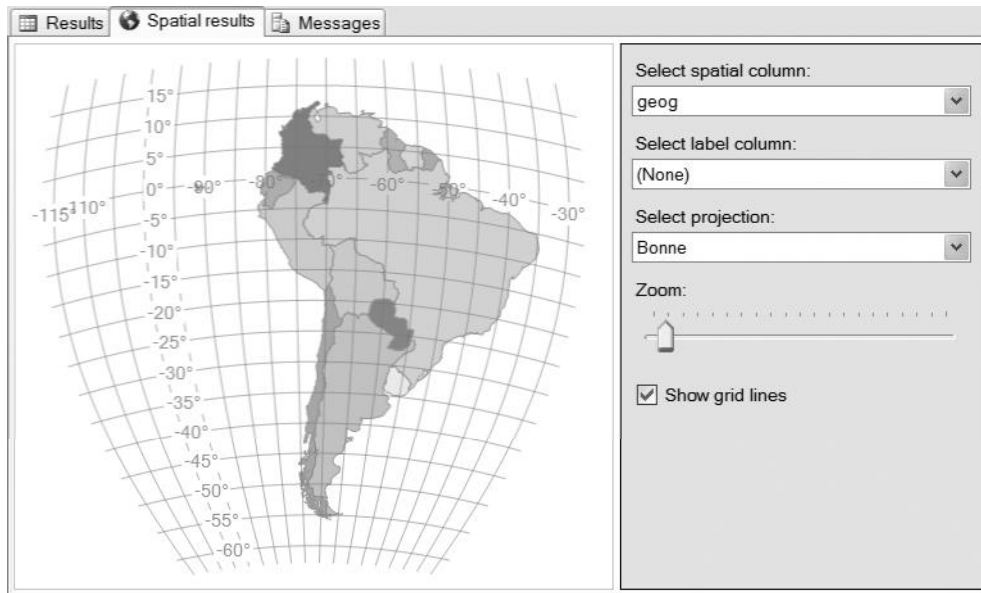 Results Spatial results Messages
Select spatial column:
geog
Select label column:
(None)
Select projection:
Bonne
Zoom:
Show grid lines
15°
10°
5°
0° -90° -80° -60° -50° -40° -30°
-115° -110°
-5°
-10°
-15°
-20°
-25°
-30°
-35°
-40°
-45°
-50°
-55°
-60°